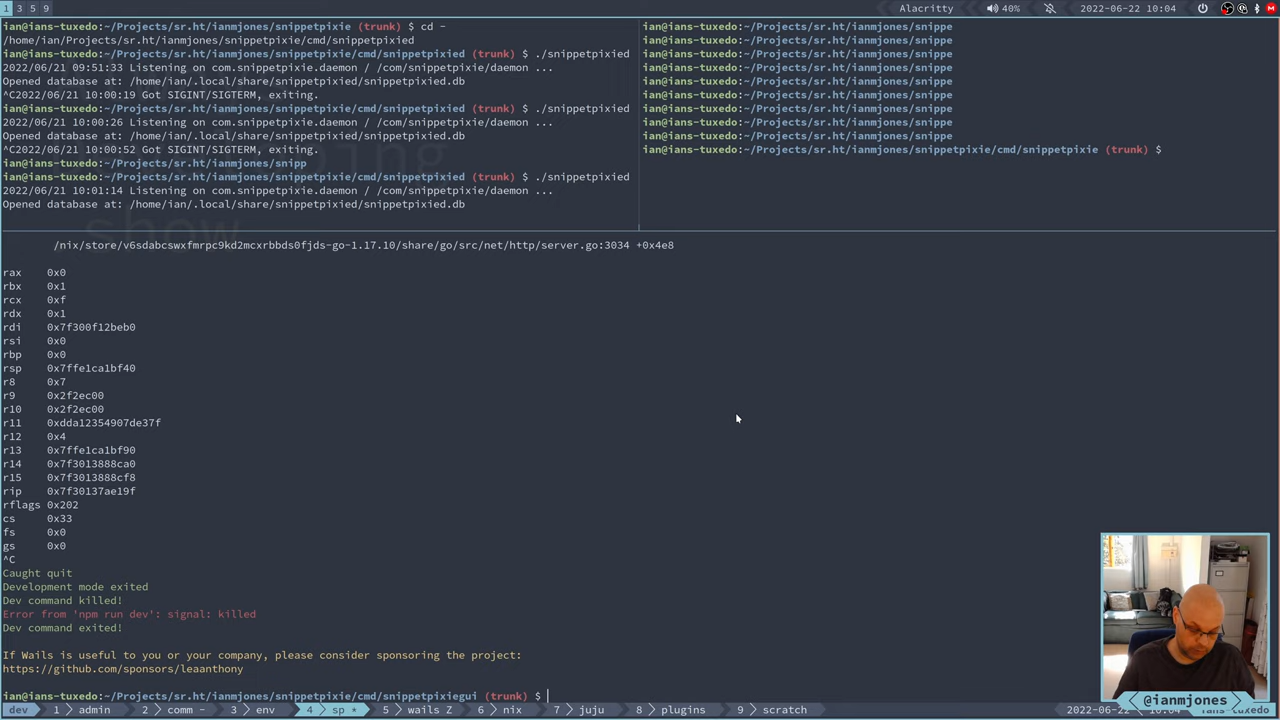 1 3 5 9
Alacritty
40%
2022-06-22 10:04
ian@ians-tuxedo:~/Projects/sr.ht/ianmjones/snippetpixie (trunk) $ cd -
/home/ian/Projects/sr.ht/ianmjones/snippetpixie/cmd/snippetpixied
ian@ians-tuxedo:~/Projects/sr.ht/ianmjones/snippetpixie/cmd/snippetpixied (trunk) $ ./snippetpixied
2022/06/21 09:51:33 Listening on com.snippetpixie.daemon / /com/snippetpixie/daemon ...
Opened database at: /home/ian/.local/share/snippetpixied/snippetpixied.db
^C2022/06/21 10:00:19 Got SIGINT/SIGTERM, exiting.
ian@ians-tuxedo:~/Projects/sr.ht/ianmjones/snippetpixie/cmd/snippetpixied (trunk) $ ./snippetpixied
2022/06/21 10:00:26 Listening on com.snippetpixie.daemon / /com/snippetpixie/daemon ...
Opened database at: /home/ian/.local/share/snippetpixied/snippetpixied.db
^C2022/06/21 10:00:52 Got SIGINT/SIGTERM, exiting.
ian@ians-tuxedo:~/Projects/sr.ht/ianmjones/snipp
ian@ians-tuxedo:~/Projects/sr.ht/ianmjones/snippetpixie/cmd/snippetpixied (trunk) $ ./snippetpixied
2022/06/21 10:01:14 Listening on com.snippetpixie.daemon / /com/snippetpixie/daemon ...
Opened database at: /home/ian/.local/share/snippetpixied/snippetpixied.db
show
ian@ians-tuxedo:~/Projects/sr.ht/ianmjones/snippe
ian@ians-tuxedo:~/Projects/sr.ht/ianmjones/snippe
ian@ians-tuxedo:~/Projects/sr.ht/ianmjones/snippe
ian@ians-tuxedo:~/Projects/sr.ht/ianmjones/snippe
ian@ians-tuxedo:~/Projects/sr.ht/ianmjones/snippe
ian@ians-tuxedo:~/Projects/sr.ht/ianmjones/snippe
ian@ians-tuxedo:~/Projects/sr.ht/ianmjones/snippe
ian@ians-tuxedo:~/Projects/sr.ht/ianmjones/snippe
ian@ians-tuxedo:~/Projects/sr.ht/ianmjones/snippe
ian@ians-tuxedo:~/Projects/sr.ht/ianmjones/snippetpixie/cmd/snippetpixie (trunk) $
/nix/store/v6sdabcswxfmrpc9kd2mcxrbbds0fjds-go-1.17.10/share/go/src/net/http/server.go:3034 +0x4e8
rax 0x0
rbx 0x1
rcx 0xf
rdx 0x1
rdi 0x7f300f12beb0
rsi 0x0
rbp 0x0
rsp 0x7ffe1ca1bf40
r8 0x7
r9 0x2f2ec00
r10 0x2f2ec00
r11 0xdda12354907de37f
r12 0x4
r13 0x7ffe1ca1bf90
r14 0x7f3013888ca0
r15 0x7f3013888cf8
rip 0x7f30137ae19f
rflags 0x202
cs 0x33
fs 0x0
gs 0x0
^C
Caught quit
Development mode exited
Dev command killed!
Error from 'npm run dev': signal: killed
Dev command exited!
If Wails is useful to you or your company, please consider sponsoring the project:
https://github.com/sponsors/leaanthony
ian@ians-tuxedo:~/Projects/sr.ht/ianmjones/snippetpixie/cmd/snippetpixiegui (trunk) $
dev 1 admin 2 comm - 3 env 4 sp * 5 wails Z 6 nix 7 juju 8 plugins 9 scratch
@ianmjones